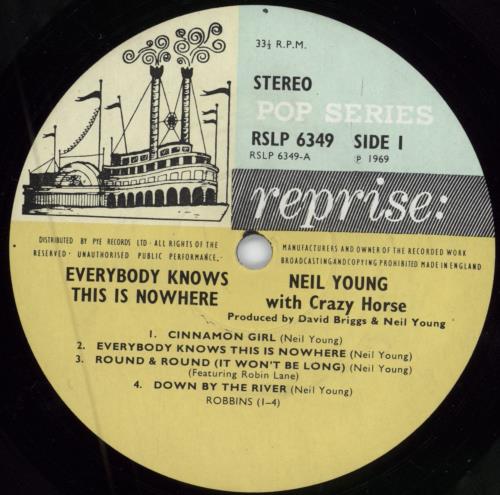 33⅓ R.P.M.
STEREO
POP SERIES
RSLP 6349 SIDE 1
RSLP 6349-A ℗ 1969
reprise:
DISTRIBUTED BY PYE RECORDS LTD · ALL RIGHTS OF THE
RESERVED · UNAUTHORISED PUBLIC PERFORMANCE,·
MANUFACTURERS AND OWNER OF THE RECORDED WORK
BROADCASTING AND COPYING PROHIBITED MADE IN ENGLAND
EVERYBODY KNOWS
THIS IS NOWHERE
NEIL YOUNG
with Crazy Horse
Produced by David Briggs & Neil Young
1. CINNAMON GIRL (Neil Young)
2. EVERYBODY KNOWS THIS IS NOWHERE (Neil Young)
3. ROUND & ROUND (IT WON'T BE LONG) (Neil Young)
(Featuring Robin Lane)
4. DOWN BY THE RIVER (Neil Young)
ROBBINS (1-4)